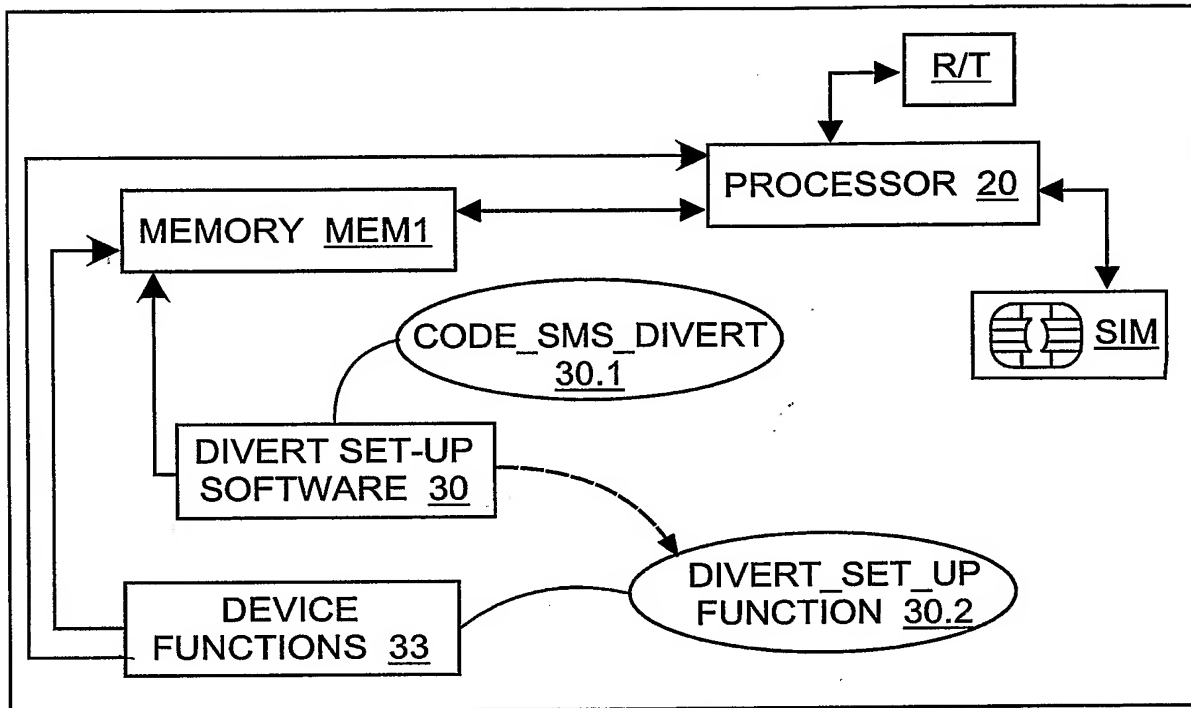 R/T
PROCESSOR 20
MEMORY MEM1
SIM
CODE_SMS_DIVERT
30.1
DIVERT SET-UP
SOFTWARE 30
DIVERT_SET_UP
FUNCTION 30.2
DEVICE
FUNCTIONS 33